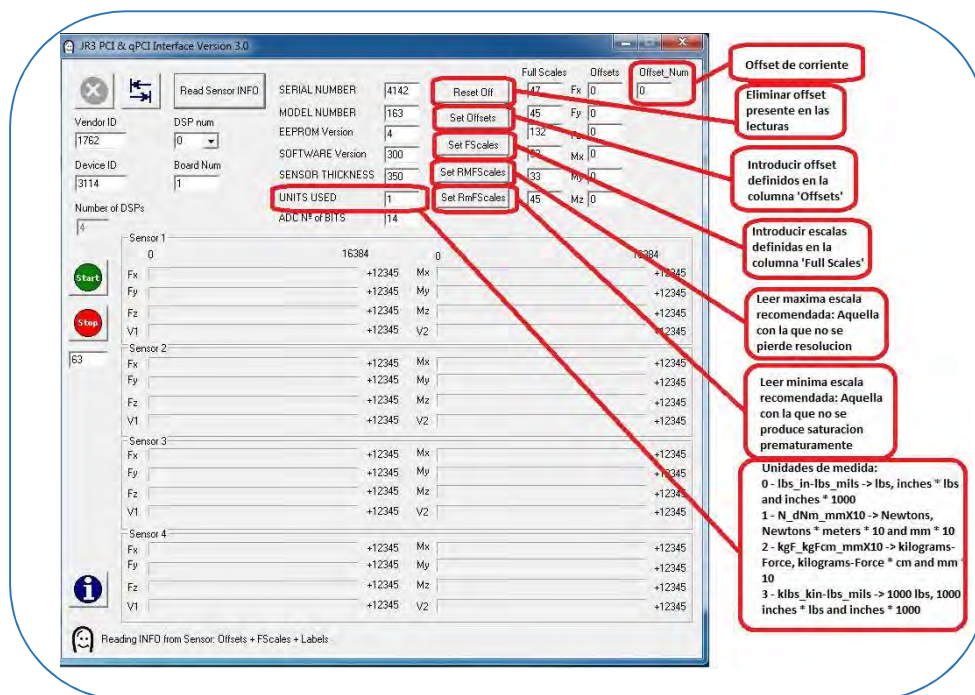 JR3 PCI & qPCI Interface Version 3.0
Read Sensor INFO
Vendor ID
1762
DSP num
0
Device ID
3114
Board Num
1
Number of DSPs
4
SERIAL NUMBER 4142
MODEL NUMBER 163
EEPROM Version 4
SOFTWARE Version 300
SENSOR THICKNESS 350
UNITS USED 1
ADC Nº of BITS 14
Reset Off
Set Offsets
Set FScales
Set RMFScales
Set RmFScales
Full Scales Offsets Offset_Num
47 Fx 0 0
45 Fy 0
132 0
Mx 0
33 My 0
45 Mz 0
Start
Stop
63
Sensor 1
0 16384 0 16384
Fx +12345 Mx +12345
Fy +12345 My +12345
Fz +12345 Mz +12345
V1 +12345 V2 +12345
Sensor 2
Fx +12345 Mx +12345
Fy +12345 My +12345
Fz +12345 Mz +12345
V1 +12345 V2 +12345
Sensor 3
Fx +12345 Mx +12345
Fy +12345 My +12345
Fz +12345 Mz +12345
V1 +12345 V2 +12345
Sensor 4
Fx +12345 Mx +12345
Fy +12345 My +12345
Fz +12345 Mz +12345
V1 +12345 V2 +12345
Reading INFO from Sensor: Offsets + FScales + Labels
Offset de corriente
Eliminar offset
presente en las
lecturas
Introducir offset
definidos en la
columna 'Offsets'
Introducir escalas
definidas en la
columna 'Full Scales'
Leer maxima escala
recomendada: Aquella
con la que no se
pierde resolucion
Leer minima escala
recomendada: Aquella
con la que no se
produce saturacion
prematuramente
Unidades de medida:
0 - lbs_in-lbs_mils -> lbs, inches * lbs
and inches * 1000
1 - N_dNm_mmX10 -> Newtons,
Newtons * meters * 10 and mm * 10
2 - kgF_kgFcm_mmX10 -> kilograms-
Force, kilograms-Force * cm and mm *
10
3 - klbs_kin-lbs_mils -> 1000 lbs, 1000
inches * lbs and inches * 1000